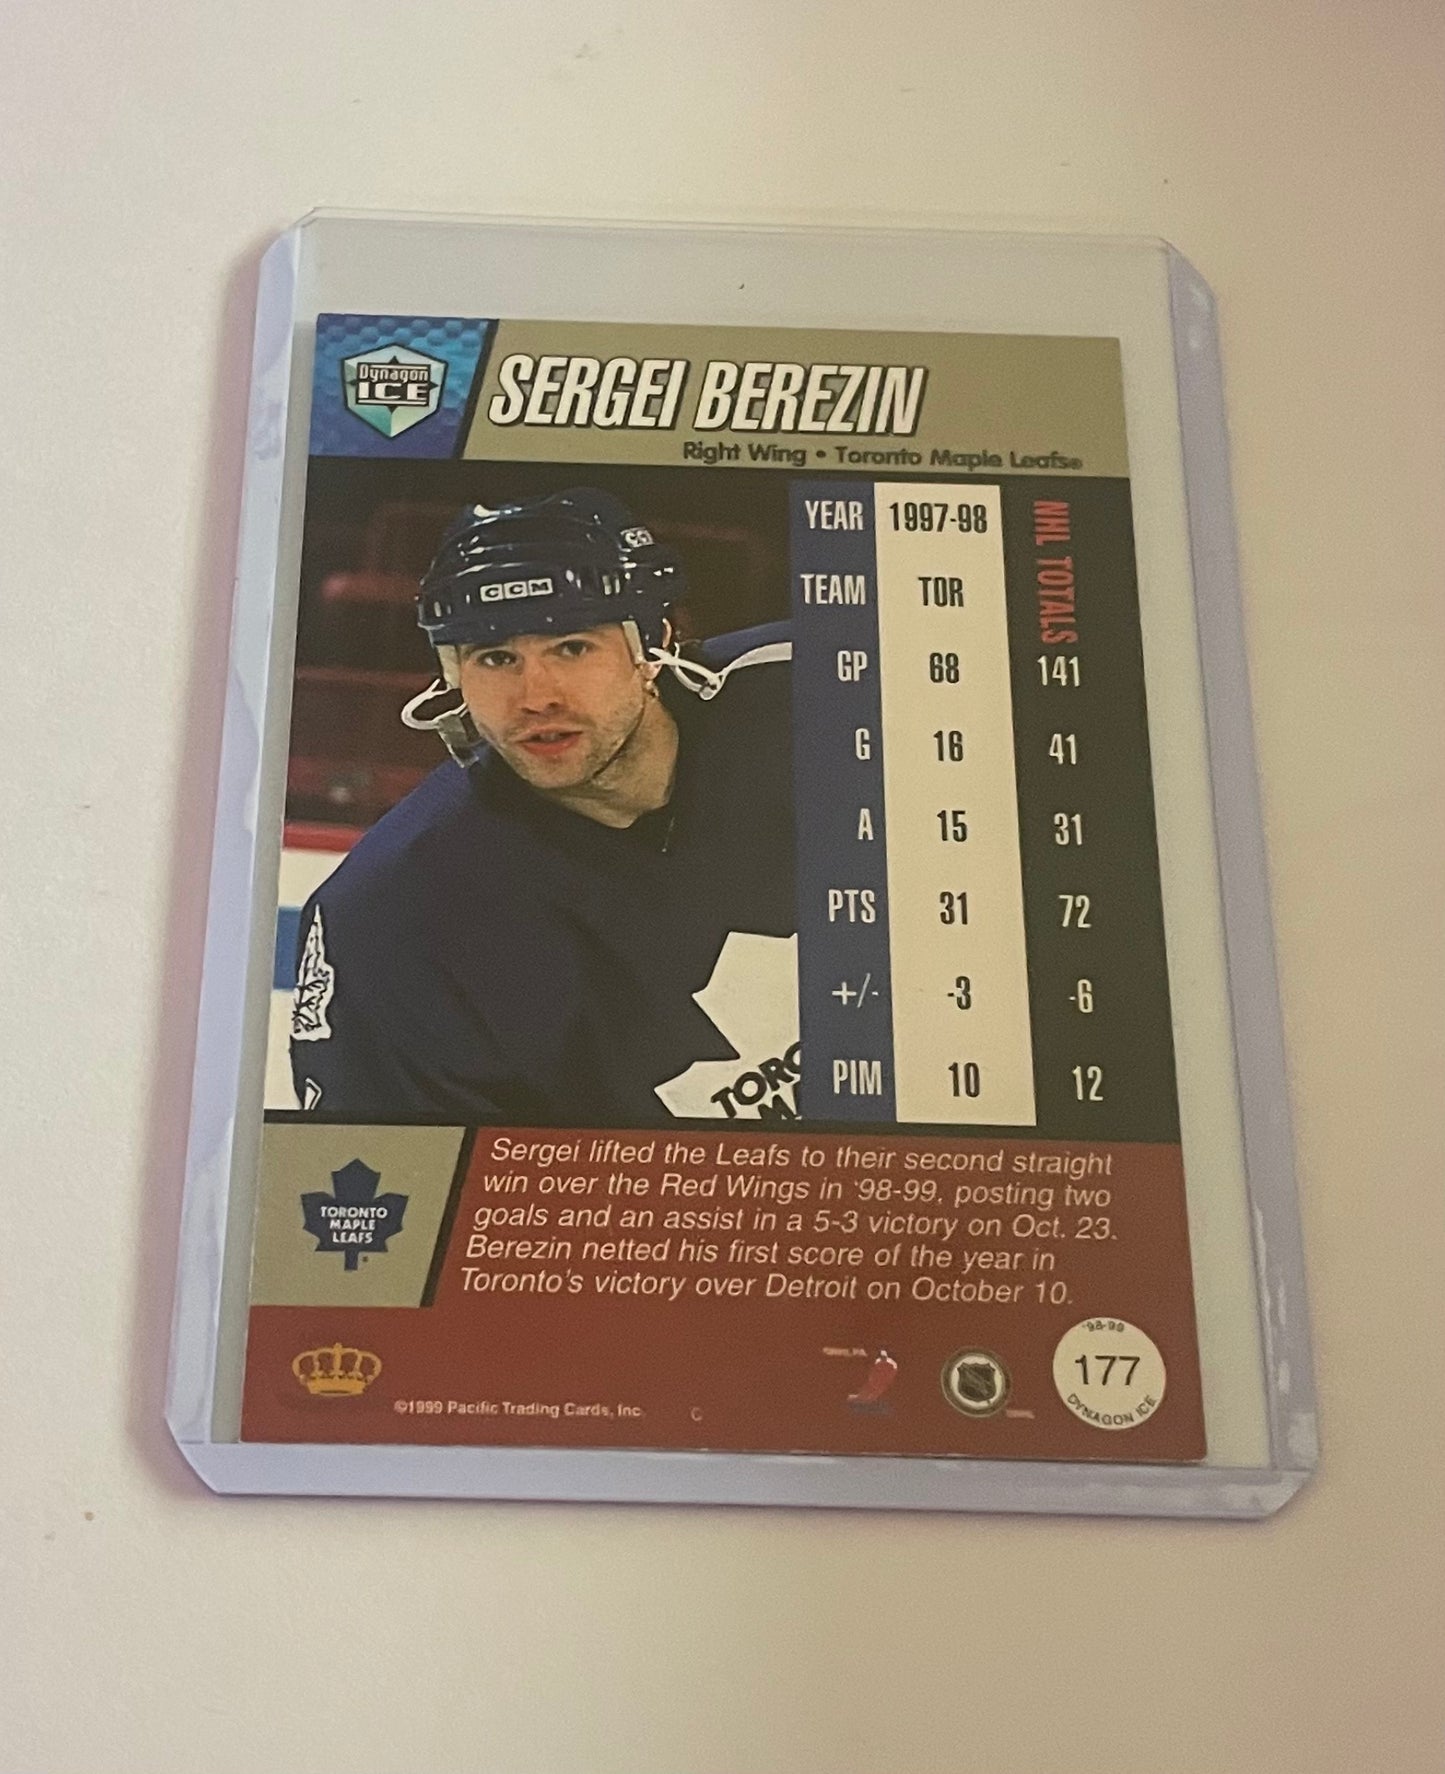 Dynagon
ICE
SERGEI BEREZIN
Right Wing • Toronto Maple Leafs®
YEAR 1997-98 NHL TOTALS
TEAM TOR
GP 68 141
G 16 41
A 15 31
PTS 31 72
+/- -3 -6
PIM 10 12
CCM
TORO
MA
Sergei lifted the Leafs to their second straight
win over the Red Wings in '98-99, posting two
goals and an assist in a 5-3 victory on Oct. 23.
Berezin netted his first score of the year in
Toronto's victory over Detroit on October 10.
TORONTO
MAPLE
LEAFS
©1999 Pacific Trading Cards, Inc.
C
'98-99
177
DYNAGON ICE